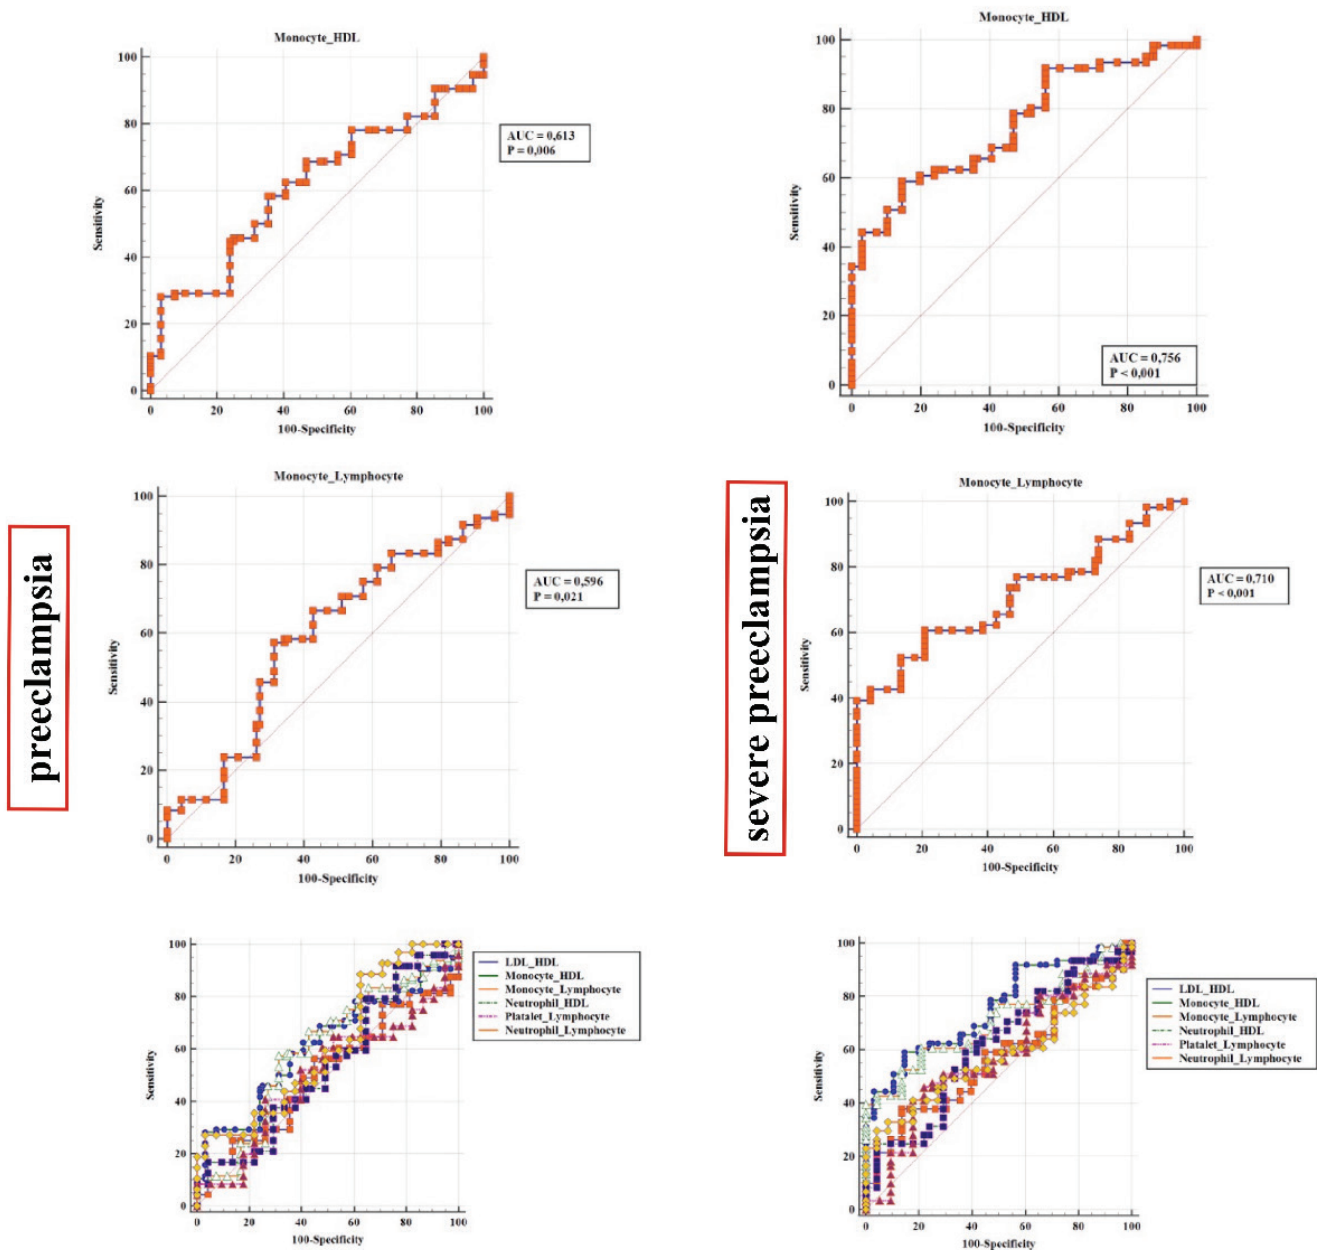 Monocyte_HDL
100
80
60
40
20
0
Sensitivity
0 20 40 60 80 100
100-Specificity
AUC = 0,613
P = 0,006
Monocyte_HDL
100
80
60
40
20
0
Sensitivity
0 20 40 60 80 100
100-Specificity
AUC = 0,756
P < 0,001
preeclampsia
Monocyte_Lymphocyte
100
80
60
40
20
0
Sensitivity
0 20 40 60 80 100
100-Specificity
AUC = 0,596
P = 0,021
severe preeclampsia
Monocyte_Lymphocyte
100
80
60
40
20
0
Sensitivity
0 20 40 60 80 100
100-Specificity
AUC = 0,710
P < 0,001
100
80
60
40
20
0
Sensitivity
0 20 40 60 80 100
100-Specificity
LDL_HDL
Monocyte_HDL
Monocyte_Lymphocyte
Neutrophil_HDL
Platalet_Lymphocyte
Neutrophil_Lymphocyte
100
80
60
40
20
0
Sensitivity
0 20 40 60 80 100
100-Specificity
LDL_HDL
Monocyte_HDL
Monocyte_Lymphocyte
Neutrophil_HDL
Platalet_Lymphocyte
Neutrophil_Lymphocyte